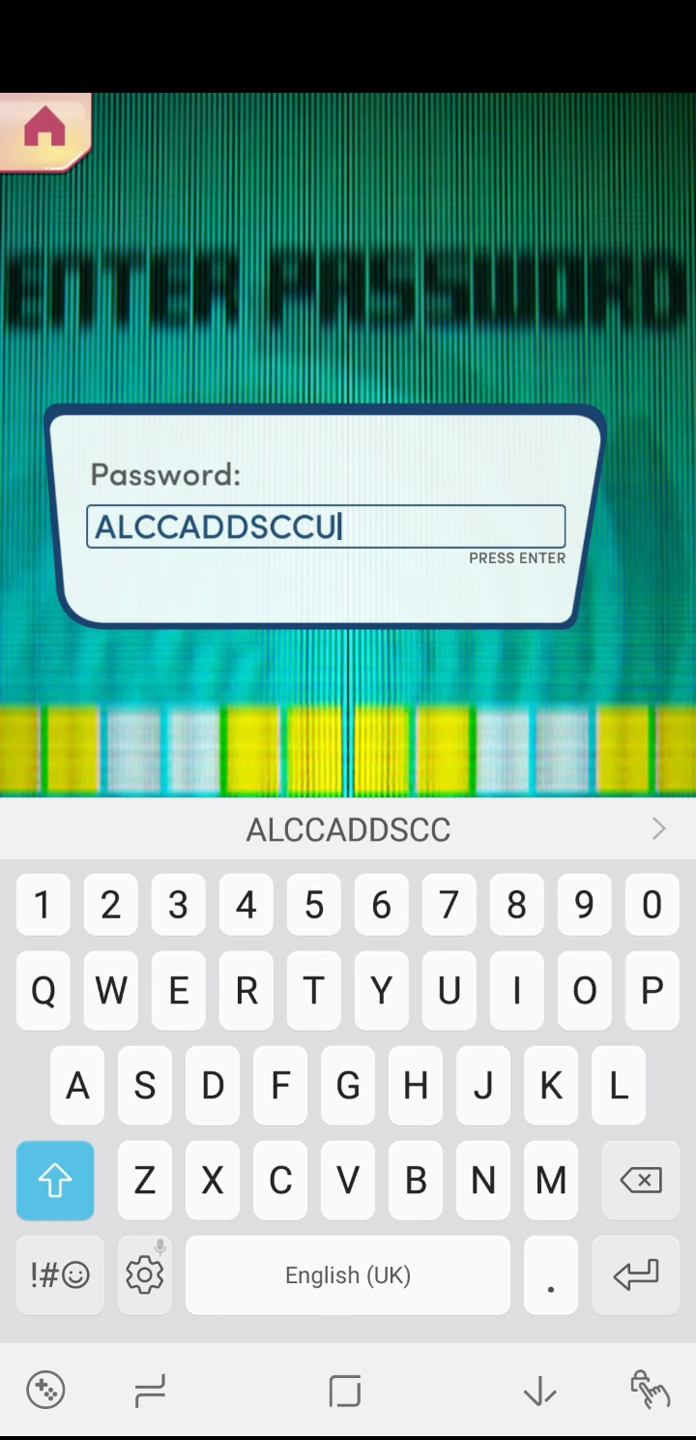 ENTER PASSWORD
Password:
ALCCADDSCCU
PRESS ENTER
ALCCADDSCC
1 2 3 4 5 6 7 8 9 0
Q W E R T Y U I O P
A S D F G H J K L
Z X C V B N M
!#☺ English (UK) .